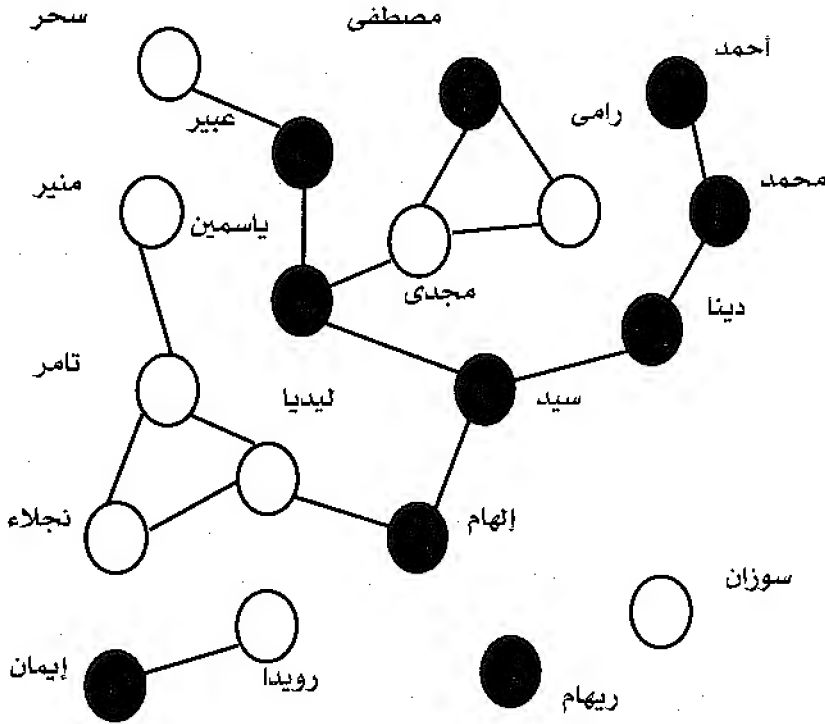 سحر
مصطفى
أحمد
رامى
عبير
محمد
منير
ياسمين
مجدى
دينا
تامر
ليديا
سيد
نجلاء
إلهام
سوزان
إيمان
رويدا
ريهام